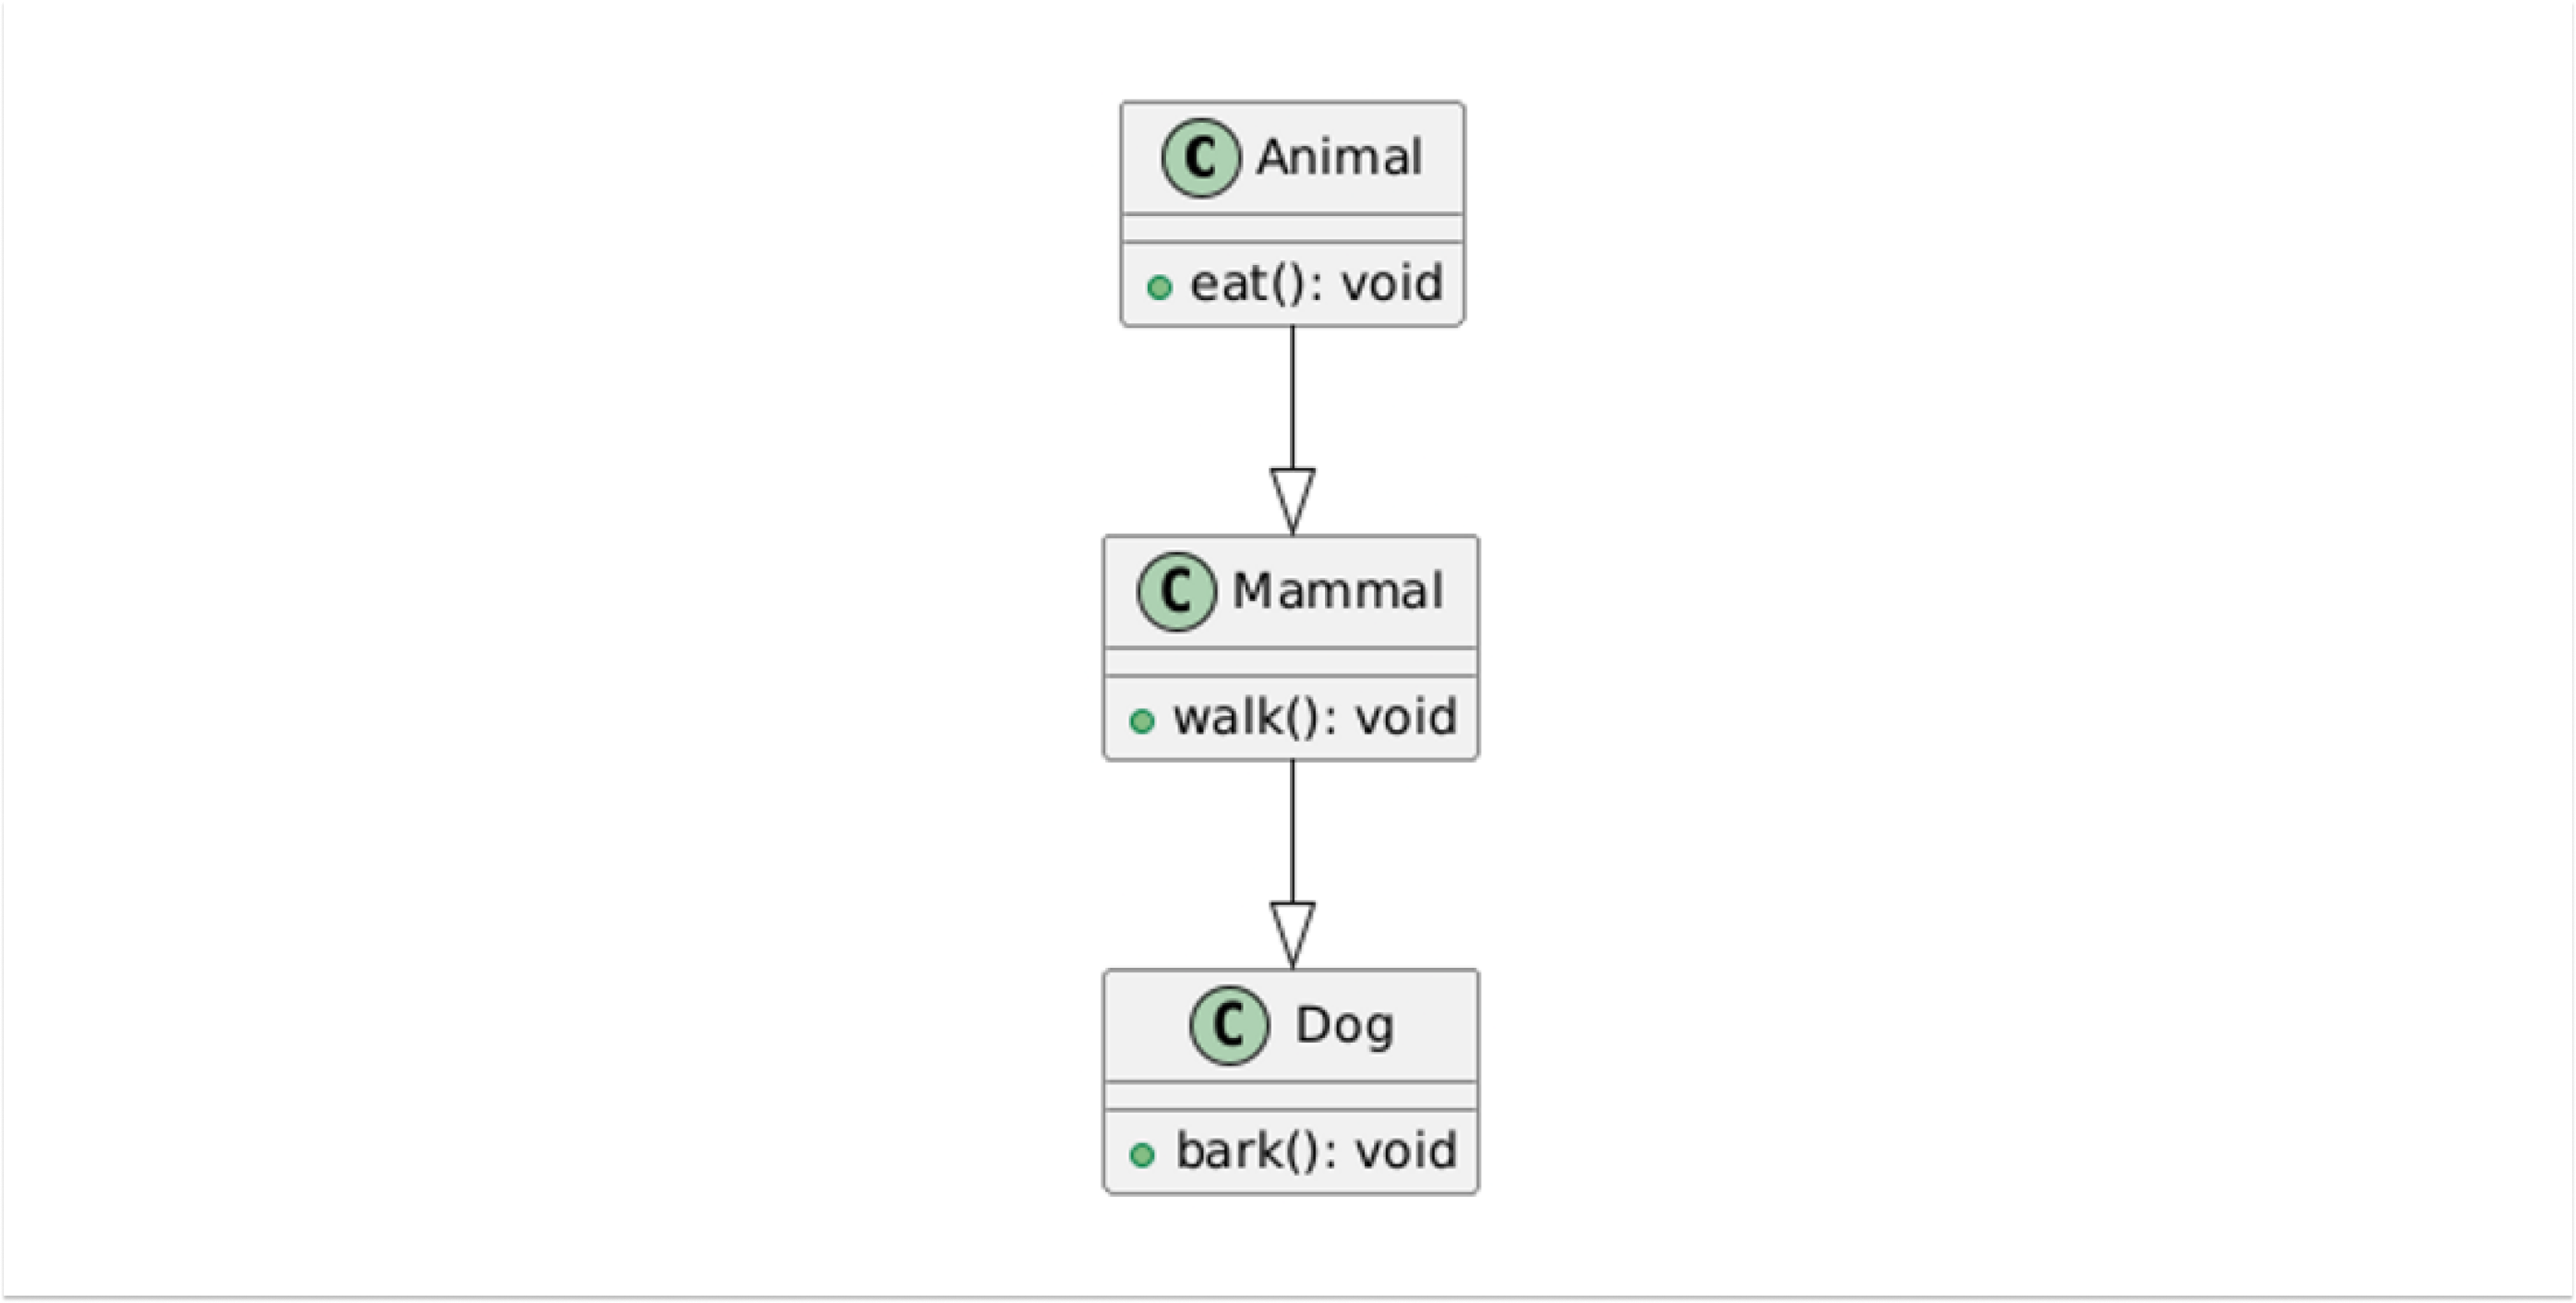 C Animal
eat(): void
C Mammal
walk(): void
C Dog
bark(): void